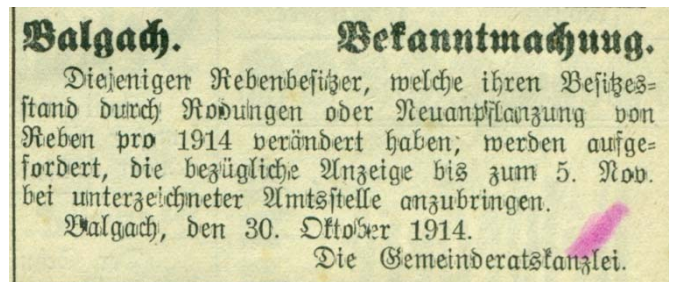 Balgach. Bekanntmachung.
Diejenigen Rebenbesitzer, welche ihren Besitzes=
stand durch Rodungen oder Neuanpflanzung von
Reben pro 1914 verändert haben, werden aufge=
fordert, die bezügliche Anzeige bis zum 5. Nov.
bei unterzeichneter Amtsstelle anzubringen.
Balgach, den 30. Oktober 1914.
Die Gemeinderatskanzlei.